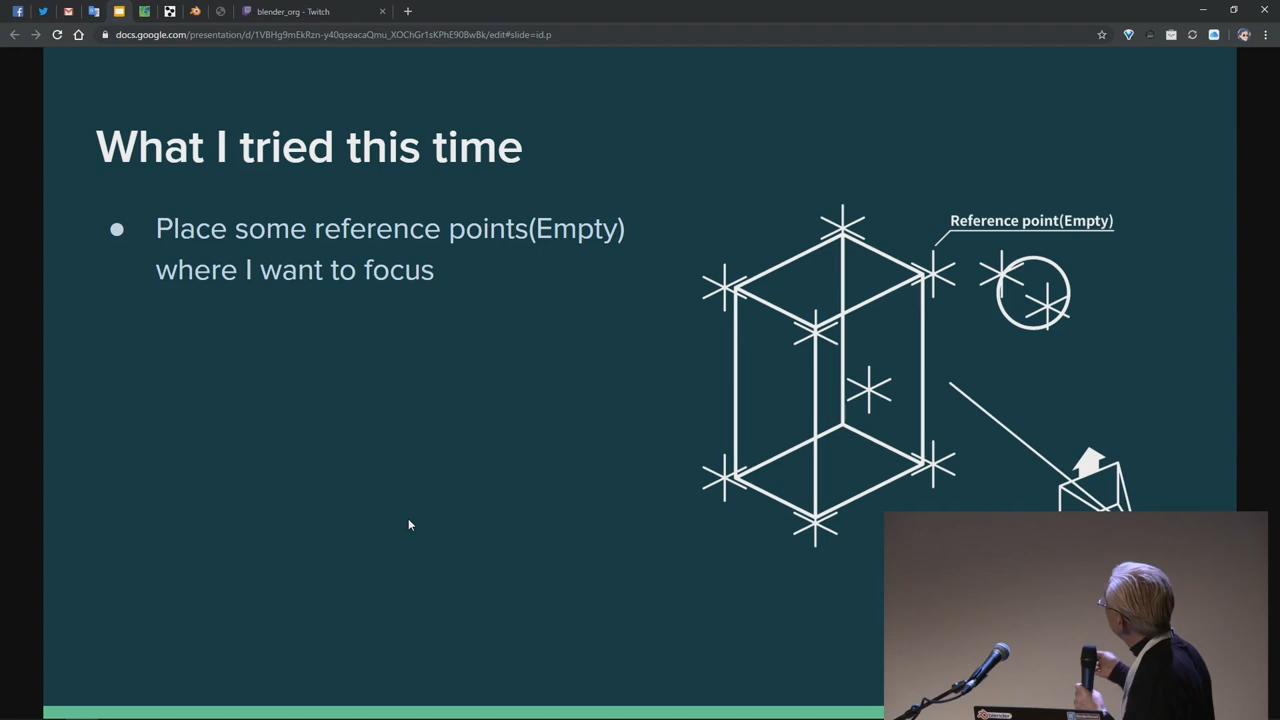 blender_org - Twitch
docs.google.com/presentation/d/1VBHg9mEkRzn-y40qseacaQmu_XOChGr1sKPhE90BwBk/edit#slide=id.p
What I tried this time
Place some reference points(Empty)
where I want to focus
Reference point(Empty)
blender